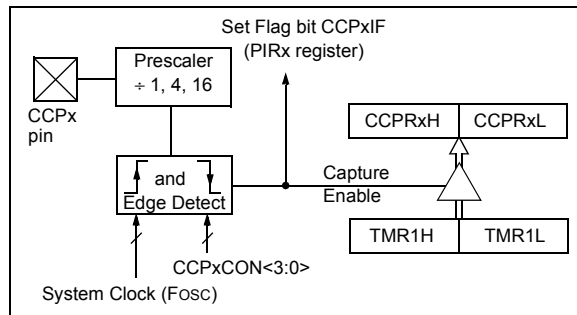 Set Flag bit CCPxIF
(PIRx register)
Prescaler
÷ 1, 4, 16
CCPx
pin
CCPRxH
CCPRxL
and
Edge Detect
Capture
Enable
TMR1H
TMR1L
CCPxCON<3:0>
System Clock (FOSC)